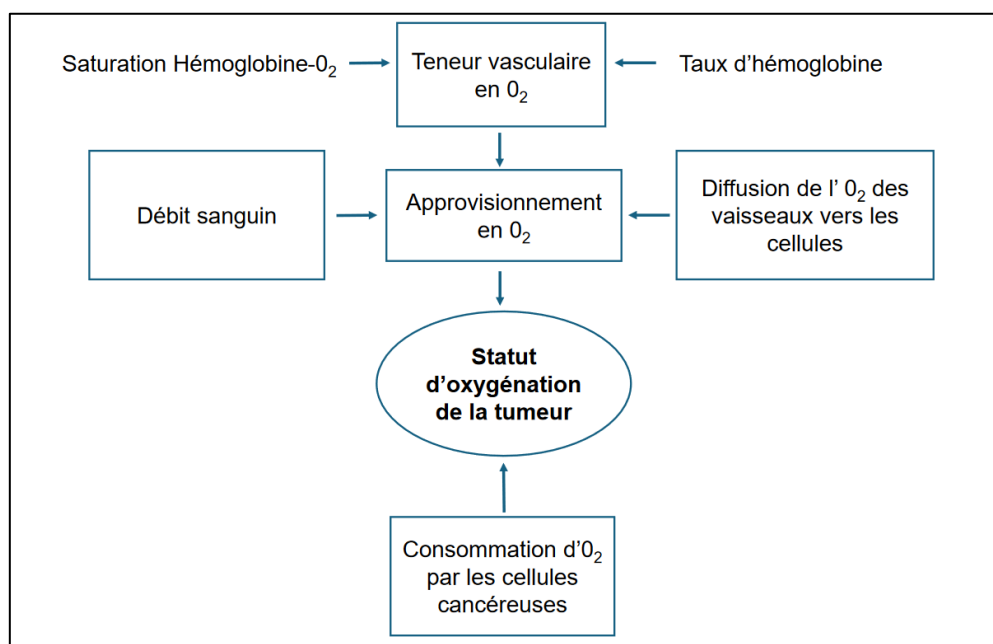 Saturation Hémoglobine-0₂
Teneur vasculaire
en 0₂
Taux d'hémoglobine
Débit sanguin
Approvisionnement
en 0₂
Diffusion de l' 0₂ des
vaisseaux vers les
cellules
Statut
d'oxygénation
de la tumeur
Consommation d'0₂
par les cellules
cancéreuses